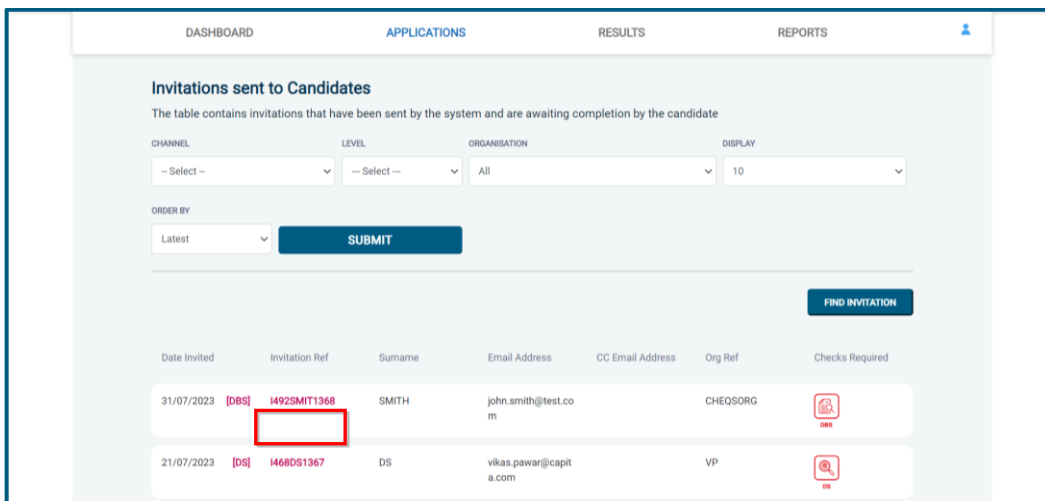 DASHBOARD APPLICATIONS RESULTS REPORTS
Invitations sent to Candidates
The table contains invitations that have been sent by the system and are awaiting completion by the candidate
CHANNEL LEVEL ORGANISATION DISPLAY
-- Select -- --- Select --- All 10
ORDER BY
Latest SUBMIT
FIND INVITATION
Date Invited Invitation Ref Surname Email Address CC Email Address Org Ref Checks Required
31/07/2023 [DBS] I492SMIT1368 SMITH john.smith@test.co CHEQSORG
m
DBS
21/07/2023 [DS] I468DS1367 DS vikas.pawar@capit VP
a.com
DS